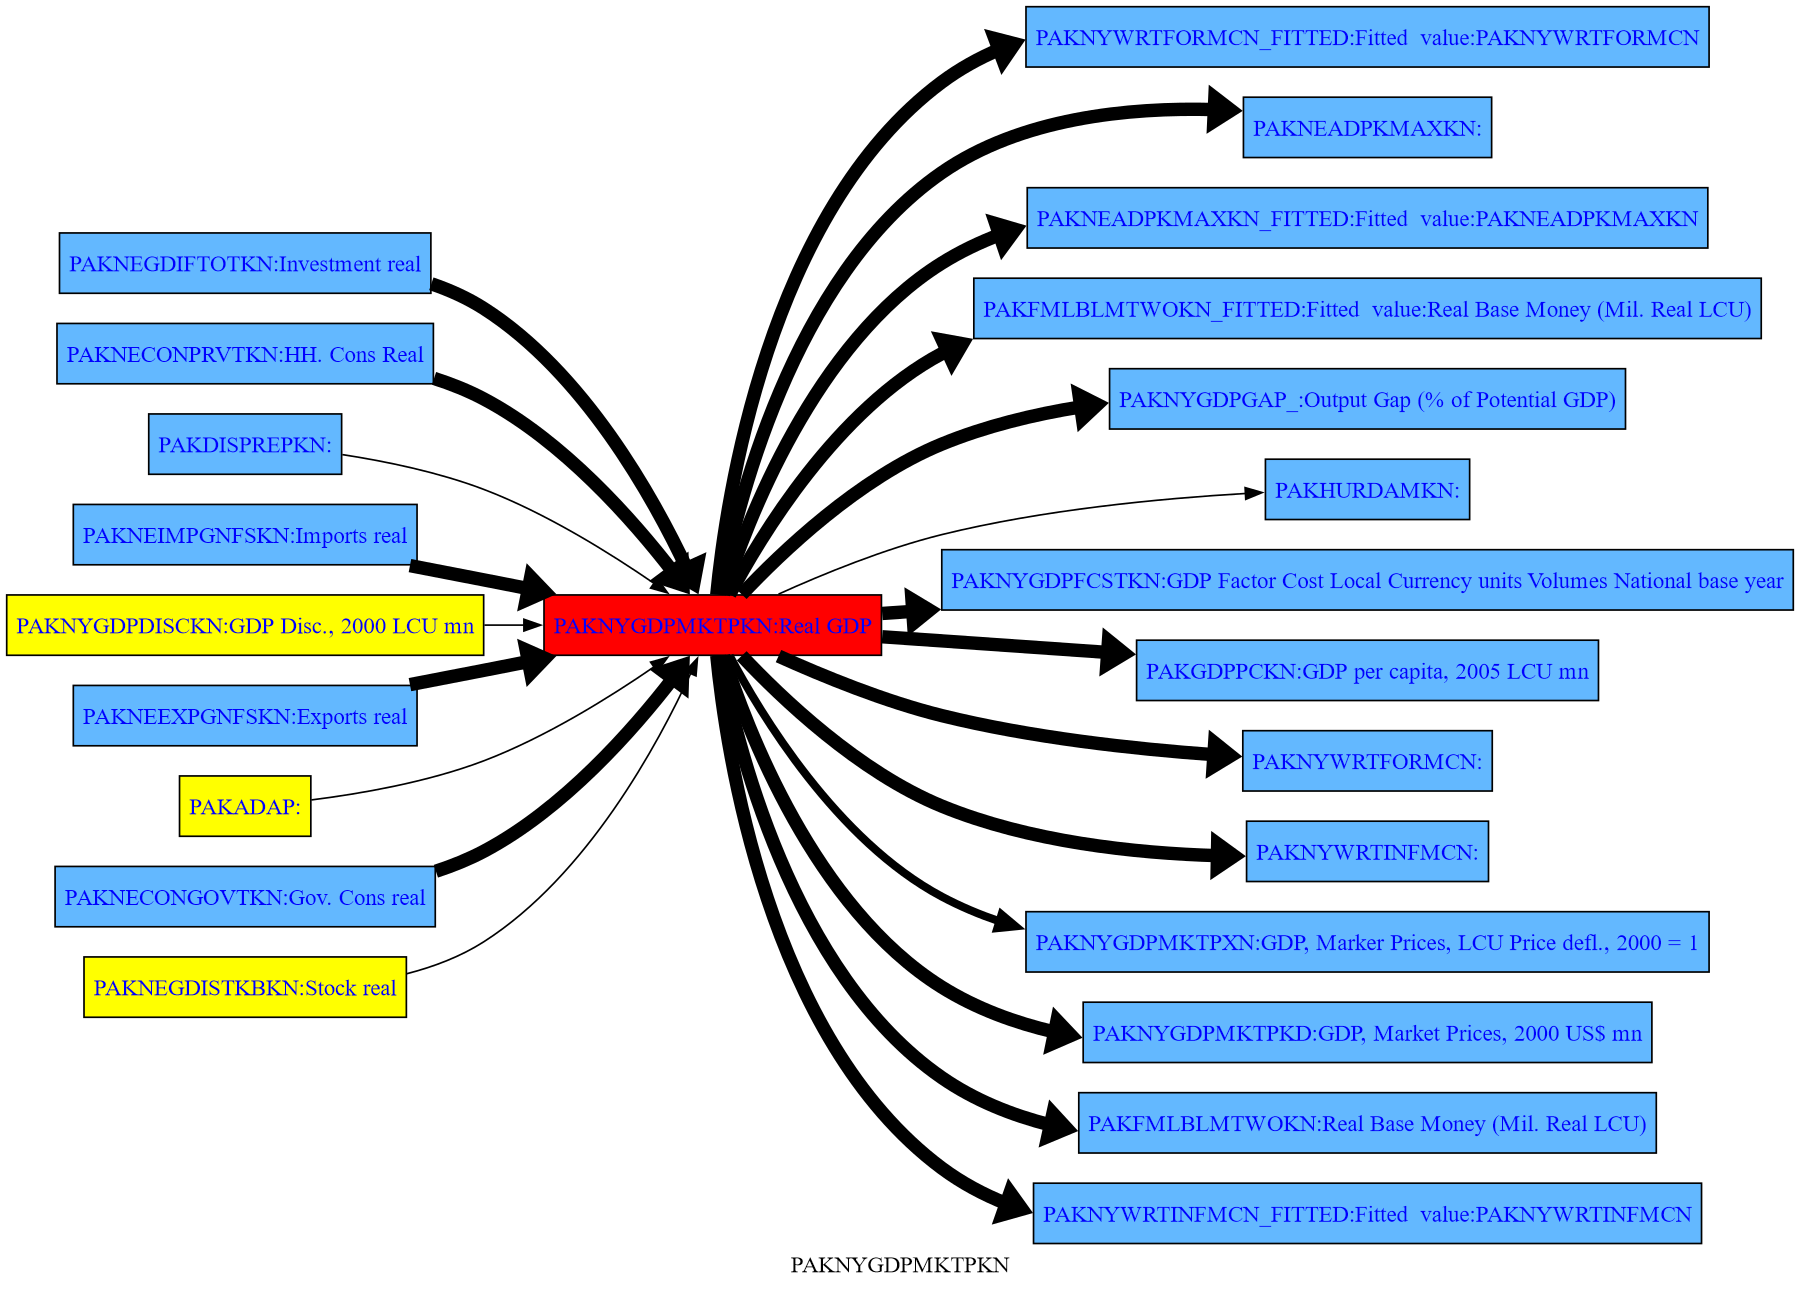 PAKNEGDIFTOTKN:Investment real
PAKNECONPRVTKN:HH. Cons Real
PAKDISPREPKN:
PAKNEIMPGNFSKN:Imports real
PAKNYGDPDISCKN:GDP Disc., 2000 LCU mn
PAKNEEXPGNFSKN:Exports real
PAKADAP:
PAKNECONGOVTKN:Gov. Cons real
PAKNEGDISTKBKN:Stock real
PAKNYGDPMKTPKN:Real GDP
PAKNYWRTFORMCN_FITTED:Fitted  value:PAKNYWRTFORMCN
PAKNEADPKMAXKN:
PAKNEADPKMAXKN_FITTED:Fitted  value:PAKNEADPKMAXKN
PAKFMLBLMTWOKN_FITTED:Fitted  value:Real Base Money (Mil. Real LCU)
PAKNYGDPGAP_:Output Gap (% of Potential GDP)
PAKHURDAMKN:
PAKNYGDPFCSTKN:GDP Factor Cost Local Currency units Volumes National base year
PAKGDPPCKN:GDP per capita, 2005 LCU mn
PAKNYWRTFORMCN:
PAKNYWRTINFMCN:
PAKNYGDPMKTPXN:GDP, Marker Prices, LCU Price defl., 2000 = 1
PAKNYGDPMKTPKD:GDP, Market Prices, 2000 US$ mn
PAKFMLBLMTWOKN:Real Base Money (Mil. Real LCU)
PAKNYWRTINFMCN_FITTED:Fitted  value:PAKNYWRTINFMCN
PAKNYGDPMKTPKN